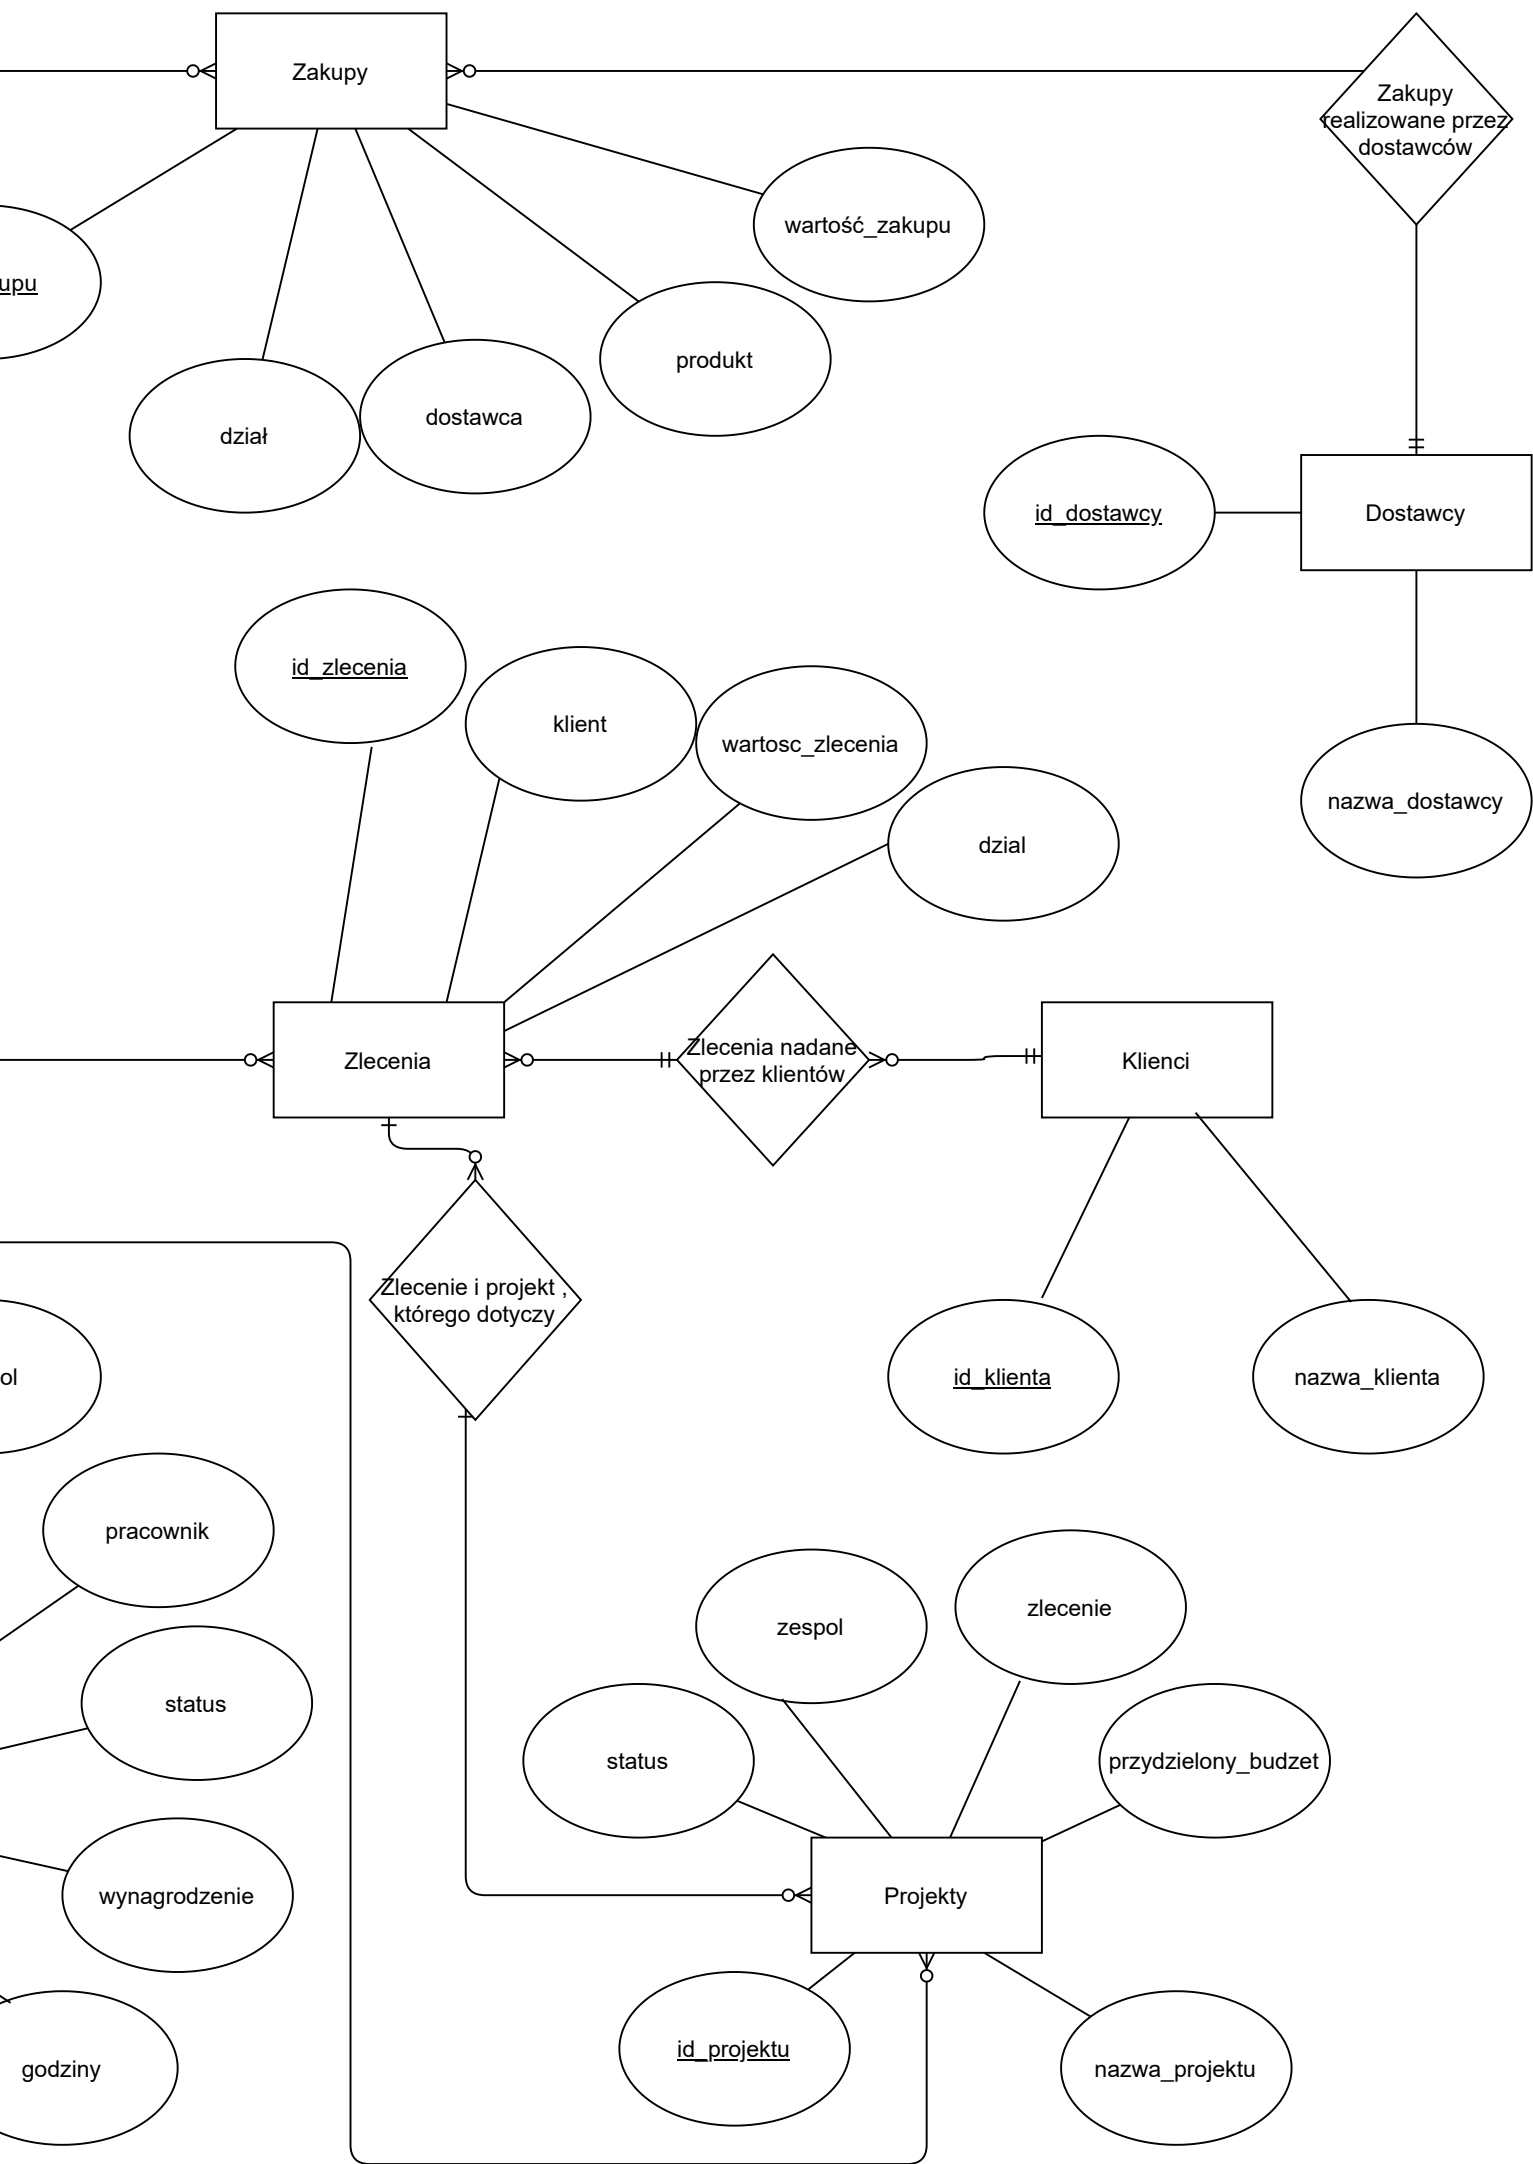 Zakupy
Zakupy
realizowane przez
dostawców
wartość_zakupu
upu
produkt
dostawca
dział
id_dostawcy
Dostawcy
id_zlecenia
klient
wartosc_zlecenia
nazwa_dostawcy
dzial
Zlecenia
Zlecenia nadane
przez klientów
Klienci
Zlecenie i projekt ,
którego dotyczy
ol
id_klienta
nazwa_klienta
pracownik
zlecenie
zespol
status
status
przydzielony_budzet
wynagrodzenie
Projekty
id_projektu
godziny
nazwa_projektu